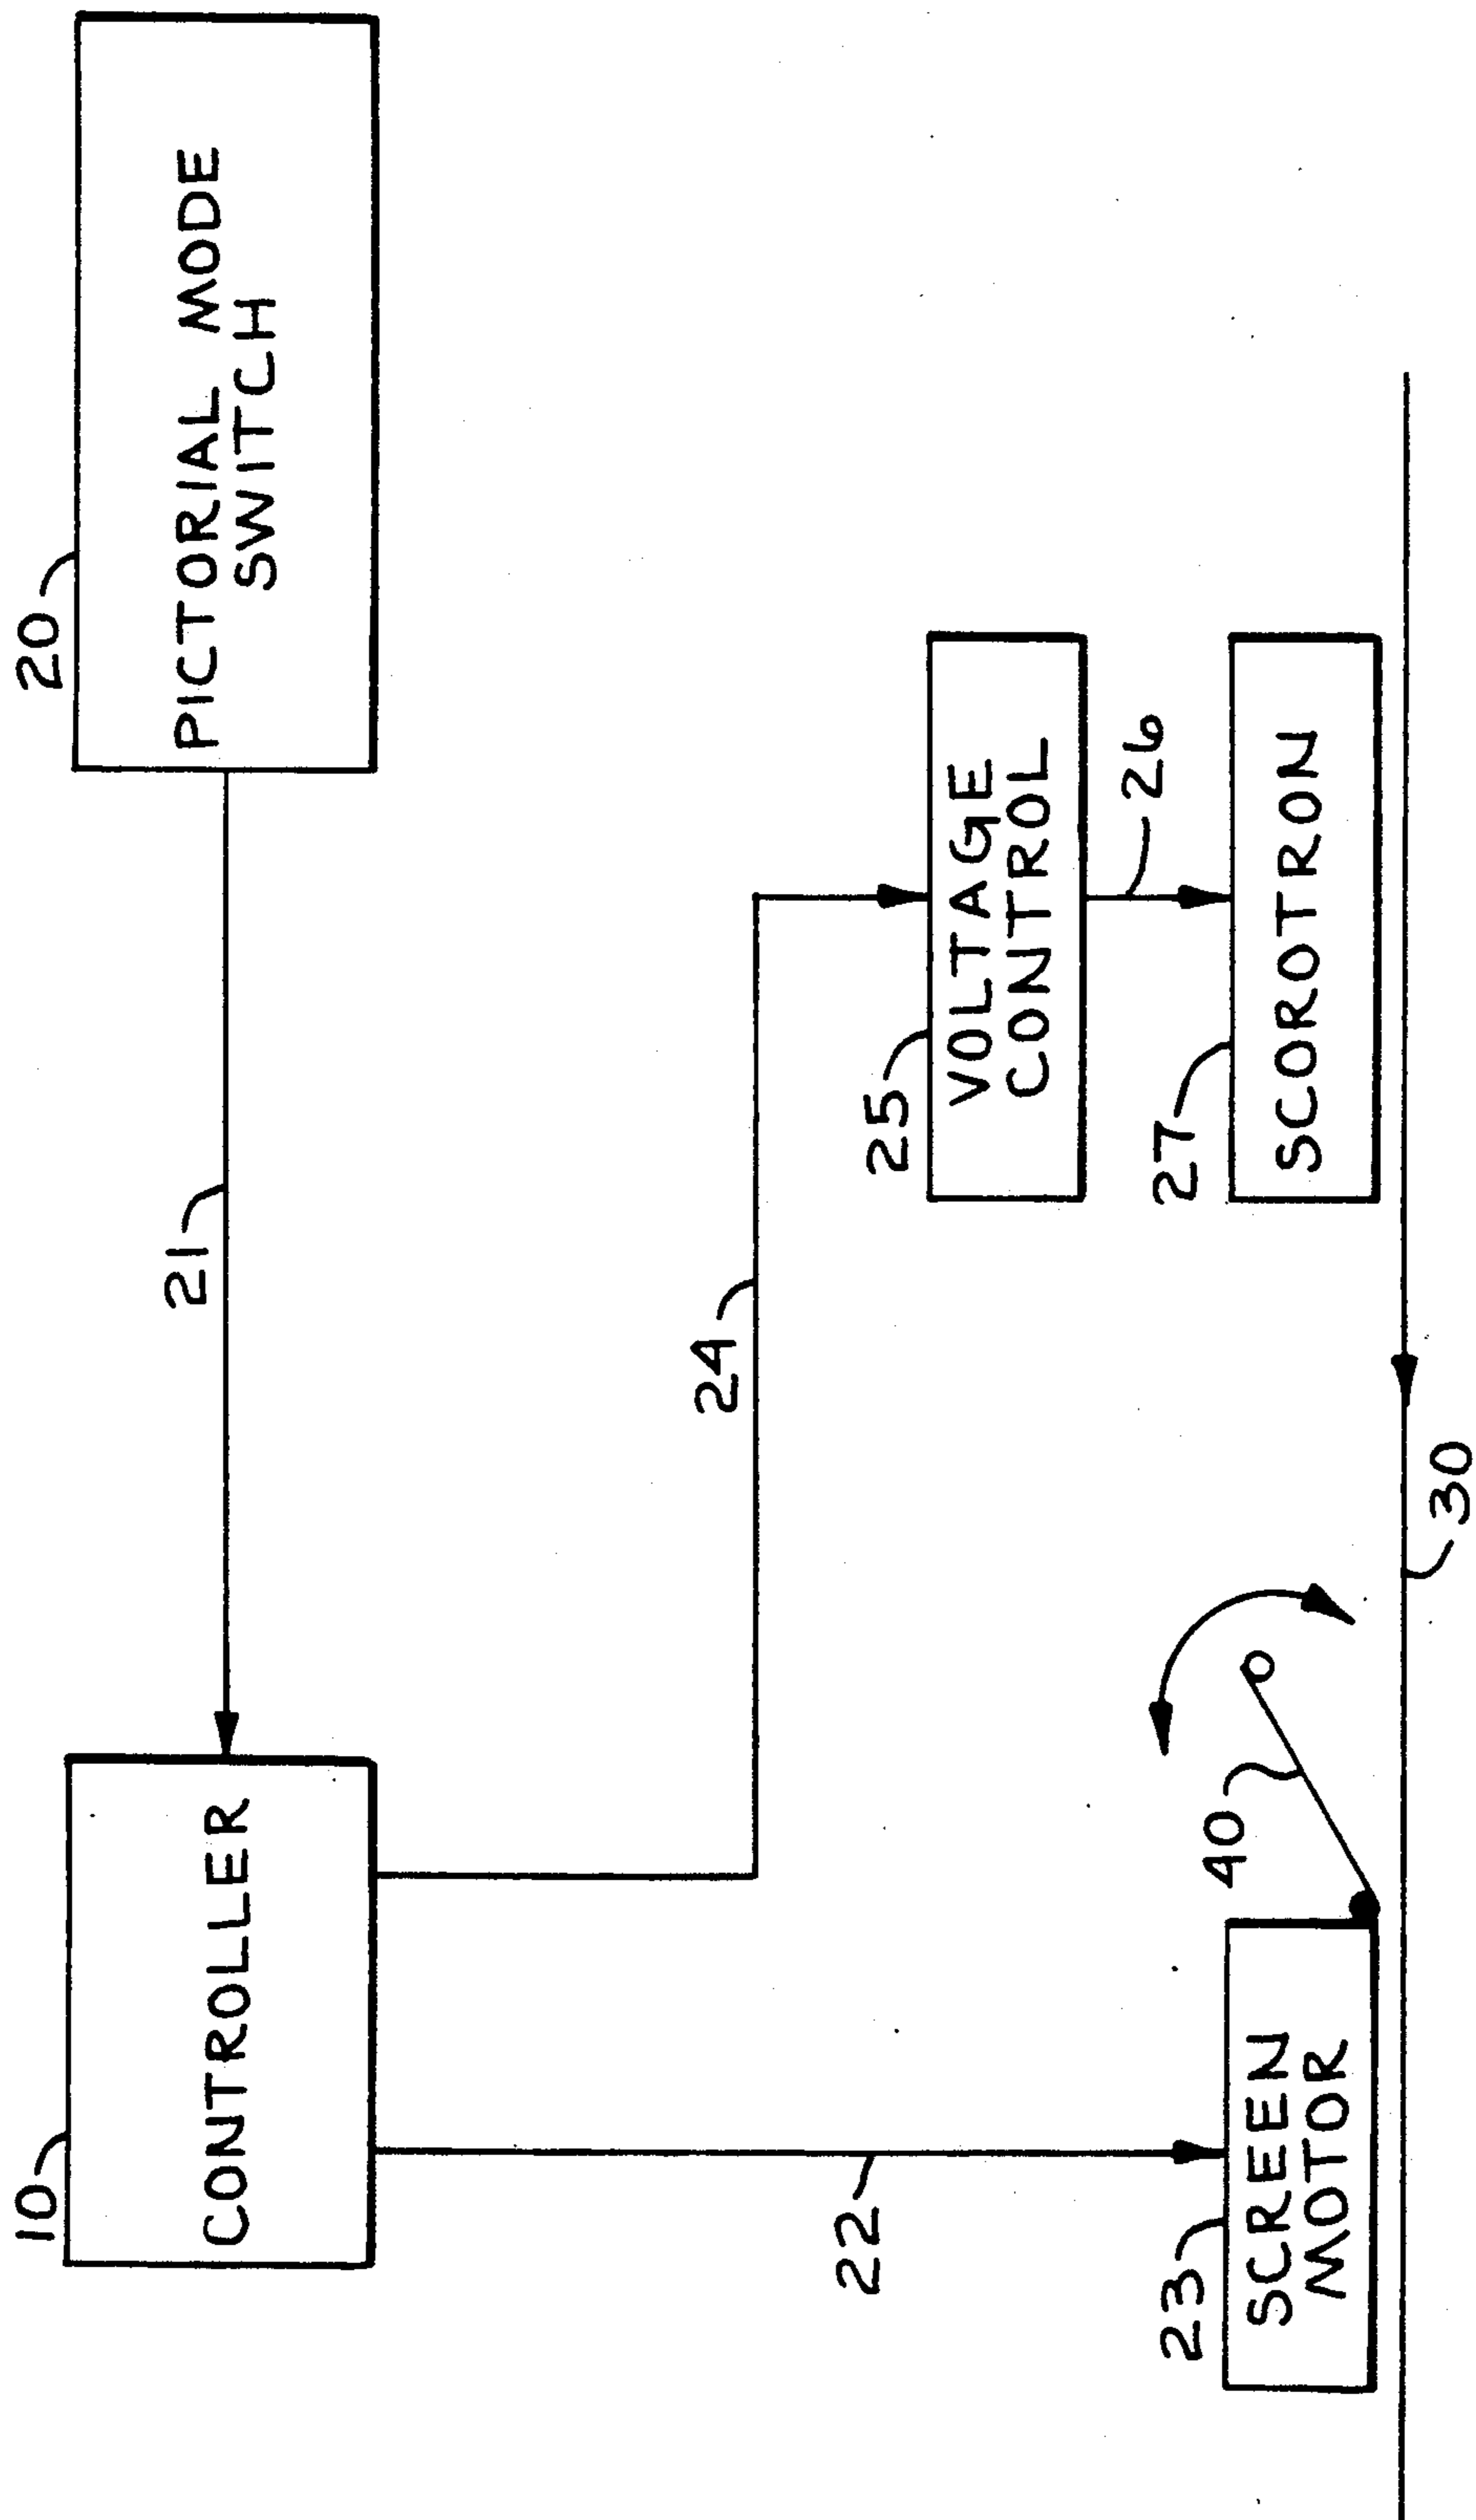 10
CONTROLLER
21
20
PICTORIAL MODE
SWITCH
22
24
25
VOLTAGE
CONTROL
26
23
SCREEN
MOTOR
40
27
SCOROTRON
30